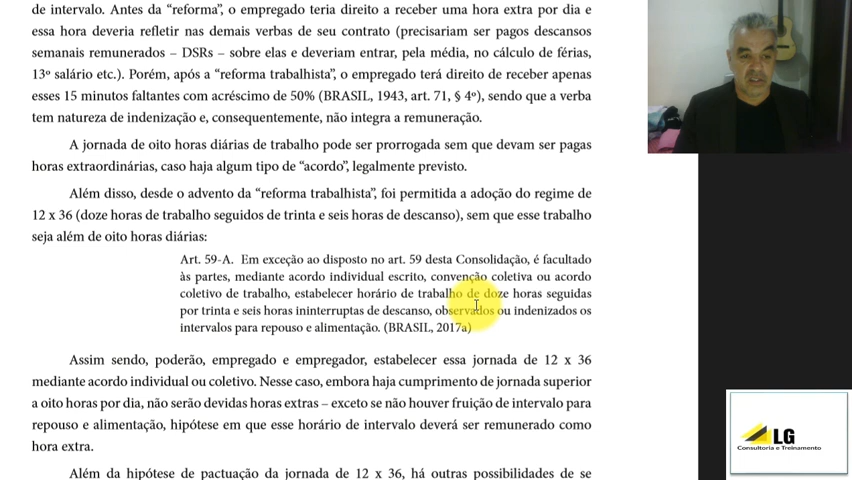 de intervalo. Antes da “reforma”, o empregado teria direito a receber uma hora extra por dia e
essa hora deveria refletir nas demais verbas de seu contrato (precisariam ser pagos descansos
semanais remunerados – DSRs – sobre elas e deveriam entrar, pela média, no cálculo de férias,
13º salário etc.). Porém, após a “reforma trabalhista”, o empregado terá direito de receber apenas
esses 15 minutos faltantes com acréscimo de 50% (BRASIL, 1943, art. 71, § 4º), sendo que a verba
tem natureza de indenização e, consequentemente, não integra a remuneração.
A jornada de oito horas diárias de trabalho pode ser prorrogada sem que devam ser pagas
horas extraordinárias, caso haja algum tipo de “acordo”, legalmente previsto.
Além disso, desde o advento da “reforma trabalhista”, foi permitida a adoção do regime de
12 x 36 (doze horas de trabalho seguidos de trinta e seis horas de descanso), sem que esse trabalho
seja além de oito horas diárias:
Art. 59-A. Em exceção ao disposto no art. 59 desta Consolidação, é facultado
às partes, mediante acordo individual escrito, convenção coletiva ou acordo
coletivo de trabalho, estabelecer horário de trabalho de doze horas seguidas
por trinta e seis horas ininterruptas de descanso, observados ou indenizados os
intervalos para repouso e alimentação. (BRASIL, 2017a)
Assim sendo, poderão, empregado e empregador, estabelecer essa jornada de 12 x 36
mediante acordo individual ou coletivo. Nesse caso, embora haja cumprimento de jornada superior
a oito horas por dia, não serão devidas horas extras – exceto se não houver fruição de intervalo para
repouso e alimentação, hipótese em que esse horário de intervalo deverá ser remunerado como
hora extra.
Além da hipótese de pactuação da jornada de 12 x 36, há outras possibilidades de se
LG
Consultoria e Treinamento